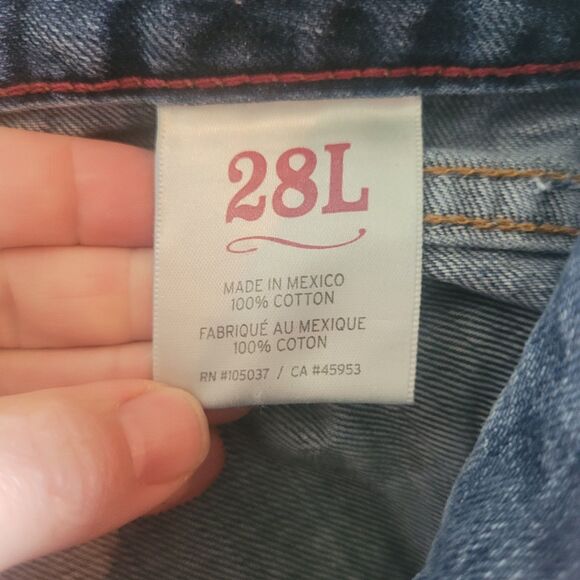 28L
MADE IN MEXICO
100% COTTON
FABRIQUÉ AU MEXIQUE
100% COTON
RN #105037 / CA #45953